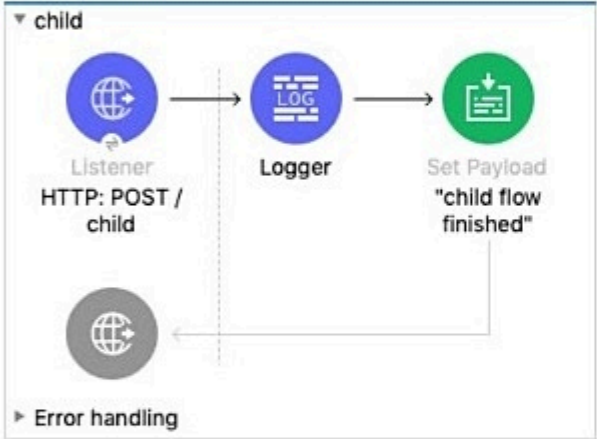 child
LOG
Listener
Logger
Set Payload
HTTP: POST /
child
"child flow
finished"
Error handling